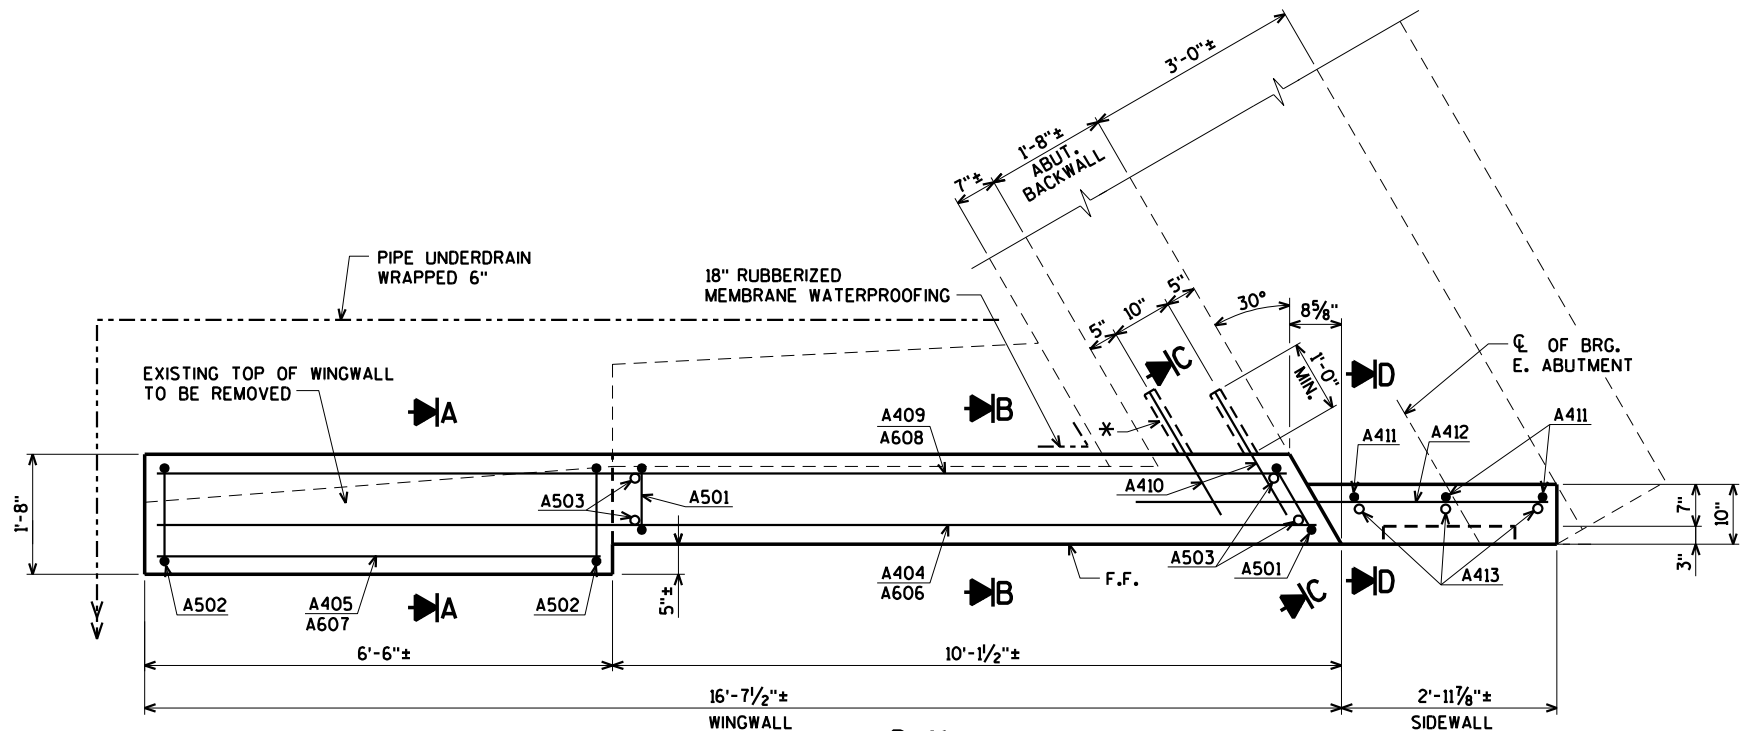 3'-0"±
1'-8"±
ABUT.
BACKWALL
7"±
PIPE UNDERDRAIN
WRAPPED 6"
18" RUBBERIZED
MEMBRANE WATERPROOFING
5"
10"
5"
30°
8⅝"
1'-0"
MIN.
C
D
℄ OF BRG.
E. ABUTMENT
EXISTING TOP OF WINGWALL
TO BE REMOVED
A
B
*
A409
A608
A411
A412
A411
1'-8"
A503
A501
A410
7"
10"
3"
A503
A501
A413
A502
A405
A607
A
A502
5"±
A404
A606
B
F.F.
C
D
6'-6"±
10'-1½"±
16'-7½"±
WINGWALL
2'-11⅞"±
SIDEWALL